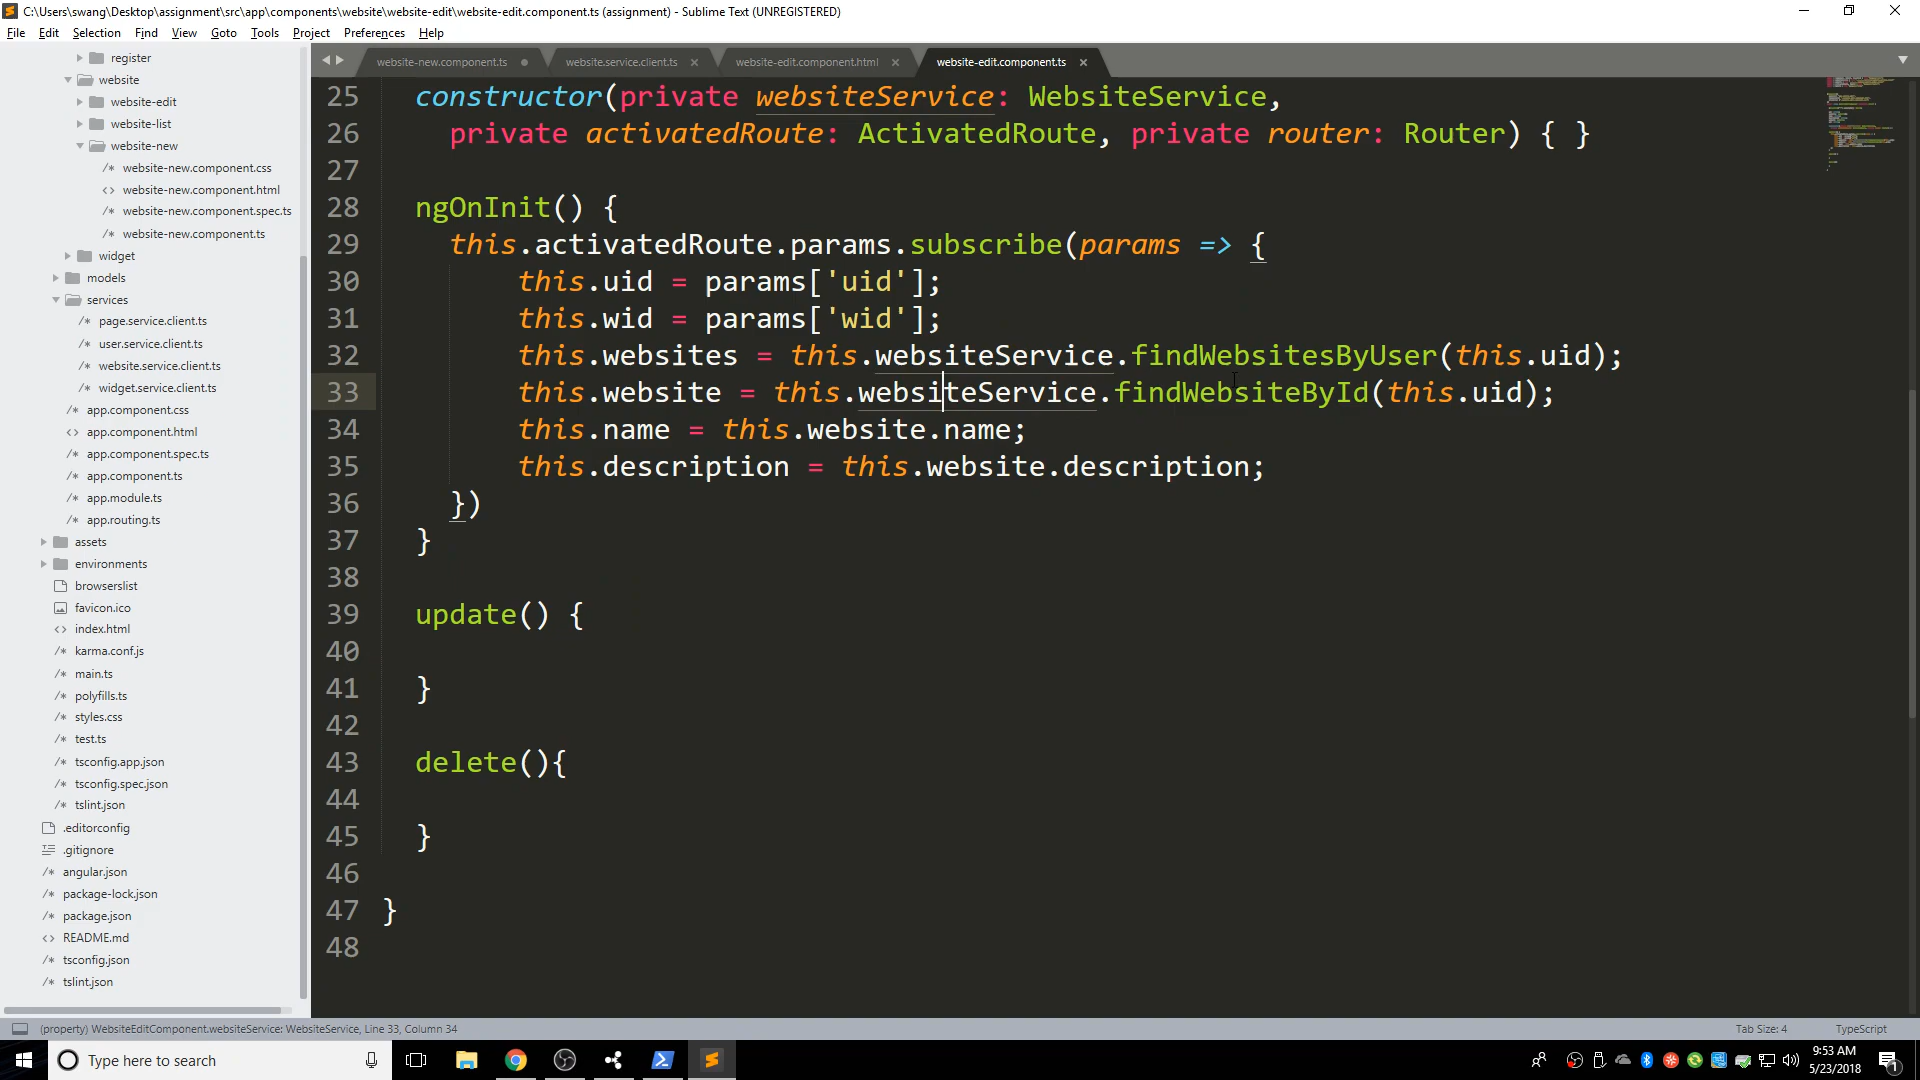 C:\Users\swang\Desktop\assignment\src\app\components\website\website-edit\website-edit.component.ts (assignment) - Sublime Text (UNREGISTERED)
File Edit Selection Find View Goto Tools Project Preferences Help
register
website
website-edit
website-list
website-new
website-new.component.css
website-new.component.html
website-new.component.spec.ts
website-new.component.ts
widget
models
services
page.service.client.ts
user.service.client.ts
website.service.client.ts
widget.service.client.ts
app.component.css
app.component.html
app.component.spec.ts
app.component.ts
app.module.ts
app.routing.ts
assets
environments
browserslist
favicon.ico
index.html
karma.conf.js
main.ts
polyfills.ts
styles.css
test.ts
tsconfig.app.json
tsconfig.spec.json
tslint.json
.editorconfig
.gitignore
angular.json
package-lock.json
package.json
README.md
tsconfig.json
tslint.json
website-new.component.ts website.service.client.ts website-edit.component.html website-edit.component.ts
25 constructor(private websiteService: WebsiteService,
26 private activatedRoute: ActivatedRoute, private router: Router) { }
27
28 ngOnInit() {
29 this.activatedRoute.params.subscribe(params => {
30 this.uid = params['uid'];
31 this.wid = params['wid'];
32 this.websites = this.websiteService.findWebsitesByUser(this.uid);
33 this.website = this.websiteService.findWebsiteById(this.uid);
34 this.name = this.website.name;
35 this.description = this.website.description;
36 })
37 }
38
39 update() {
40
41 }
42
43 delete(){
44
45 }
46
47 }
48
(property) WebsiteEditComponent.websiteService: WebsiteService, Line 33, Column 34 Tab Size: 4 TypeScript
Type here to search
9:53 AM
5/23/2018
1